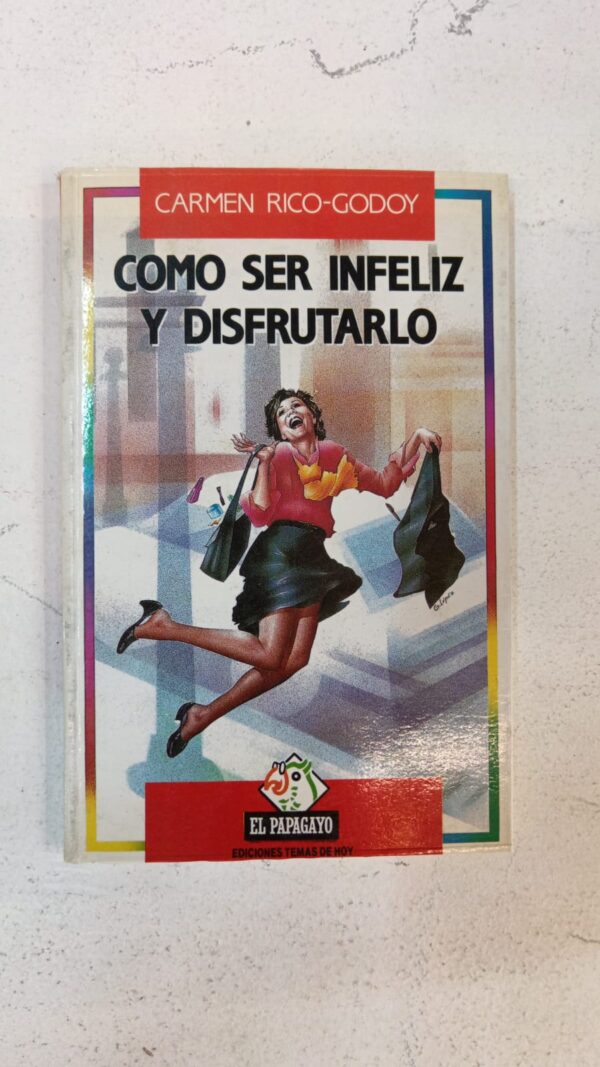 CARMEN RICO-GODOY
COMO SER INFELIZ
Y DISFRUTARLO
EL PAPAGAYO
EDICIONES TEMAS DE HOY